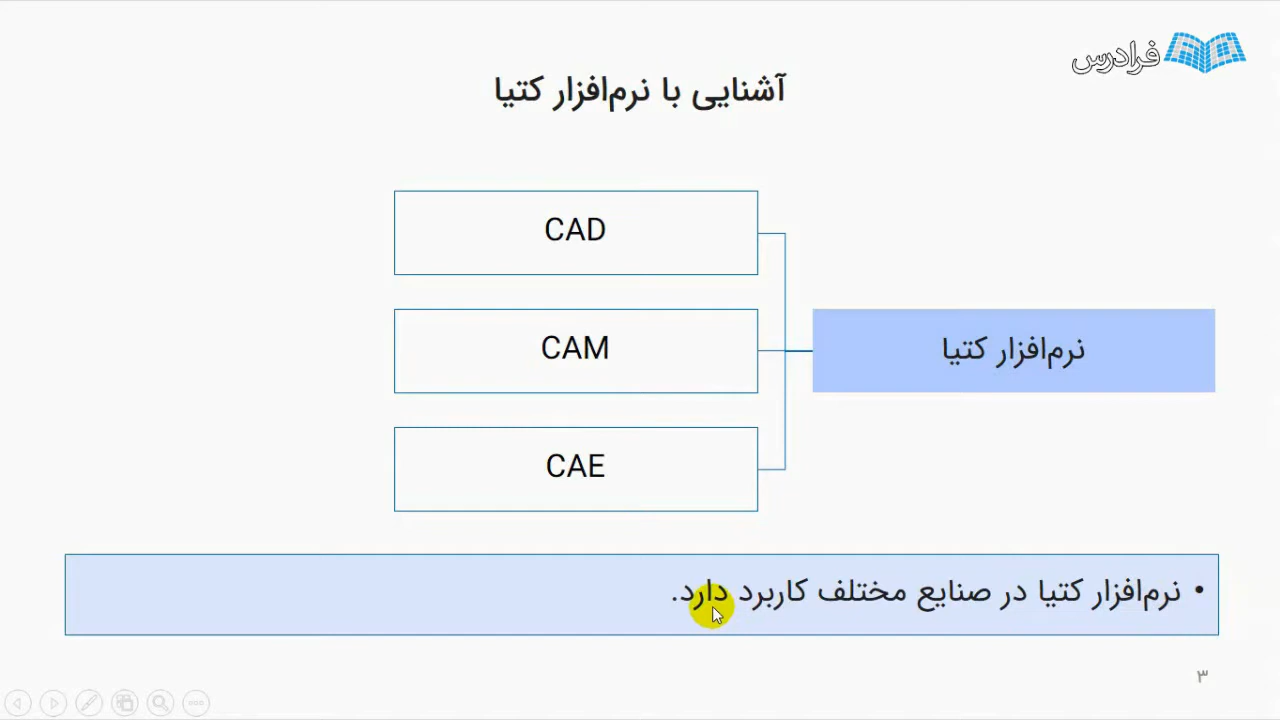 فرادرس
آشنایی با نرم‌افزار کتیا
نرم‌افزار کتیا
CAD
CAM
CAE
• نرم‌افزار کتیا در صنایع مختلف کاربرد دارد.
۳